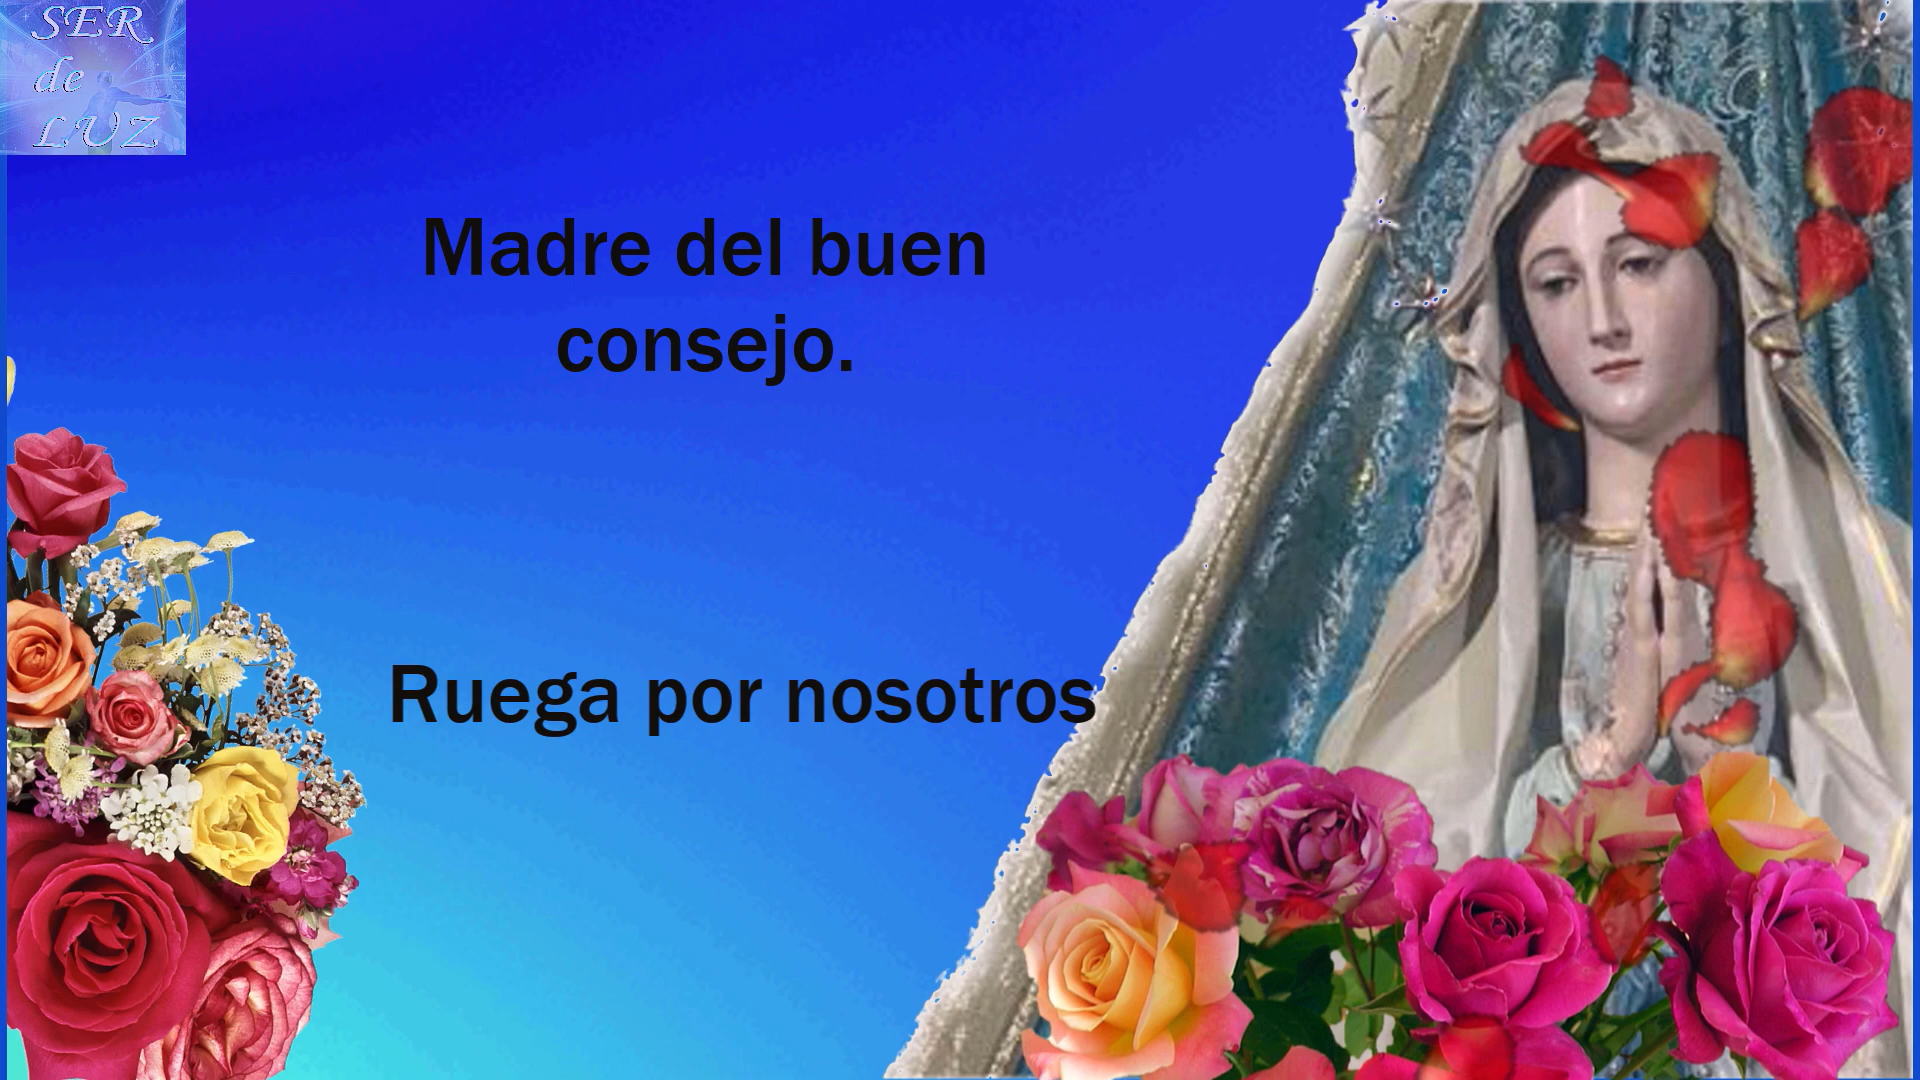 SER
de
LUZ
Madre del buen
consejo.
Ruega por nosotros